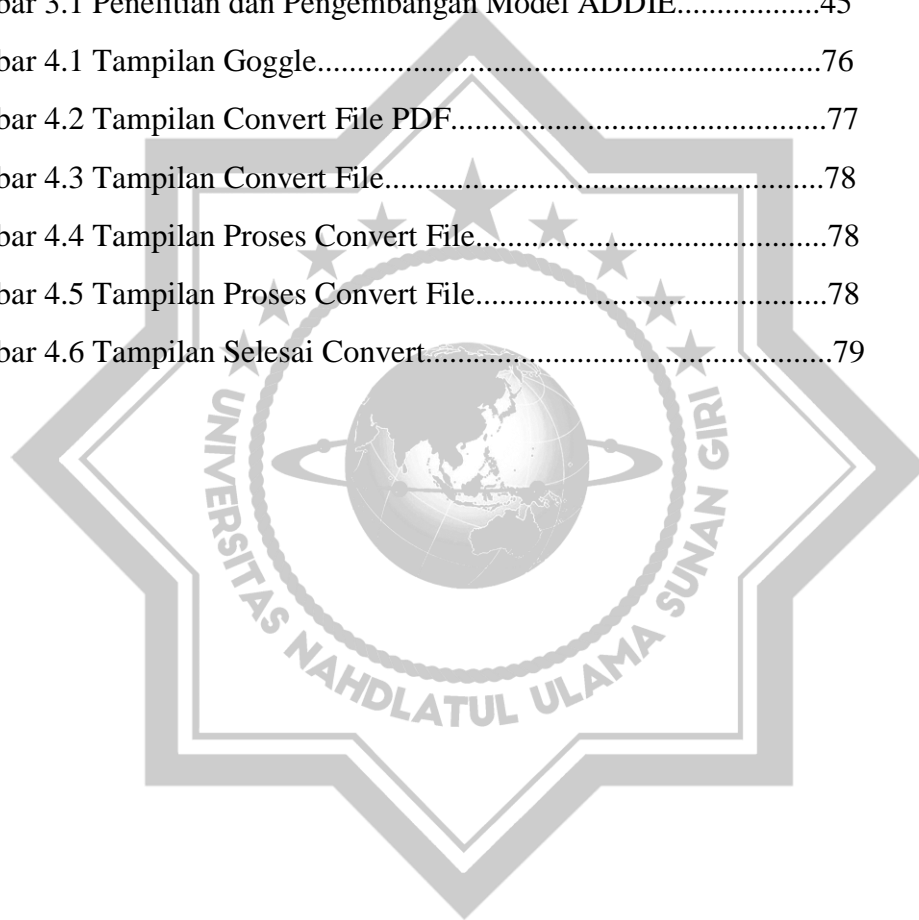 bar 3.1 Penelitian dan Pengembangan Model ADDIE..................45
bar 4.1 Tampilan Goggle...............................................................76
bar 4.2 Tampilan Convert File PDF...............................................77
bar 4.3 Tampilan Convert File.......................................................78
bar 4.4 Tampilan Proses Convert File............................................78
bar 4.5 Tampilan Proses Convert File............................................78
bar 4.6 Tampilan Selesai Convert...................................................79
UNIVERSITAS NAHDLATUL ULAMA SUNAN GIRI